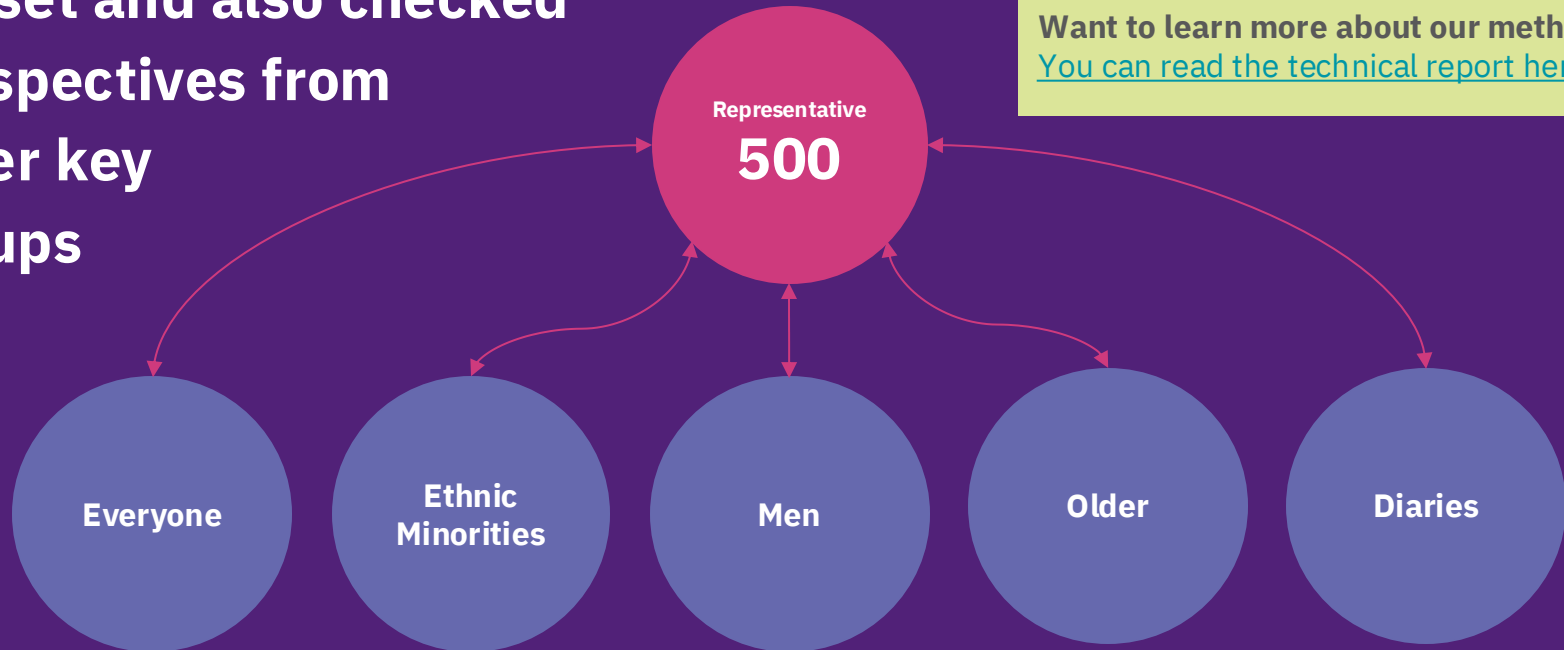 set and also checked
spectives from
er key
ups
Want to learn more about our meth
You can read the technical report her
Representative
500
Everyone
Ethnic
Minorities
Men
Older
Diaries